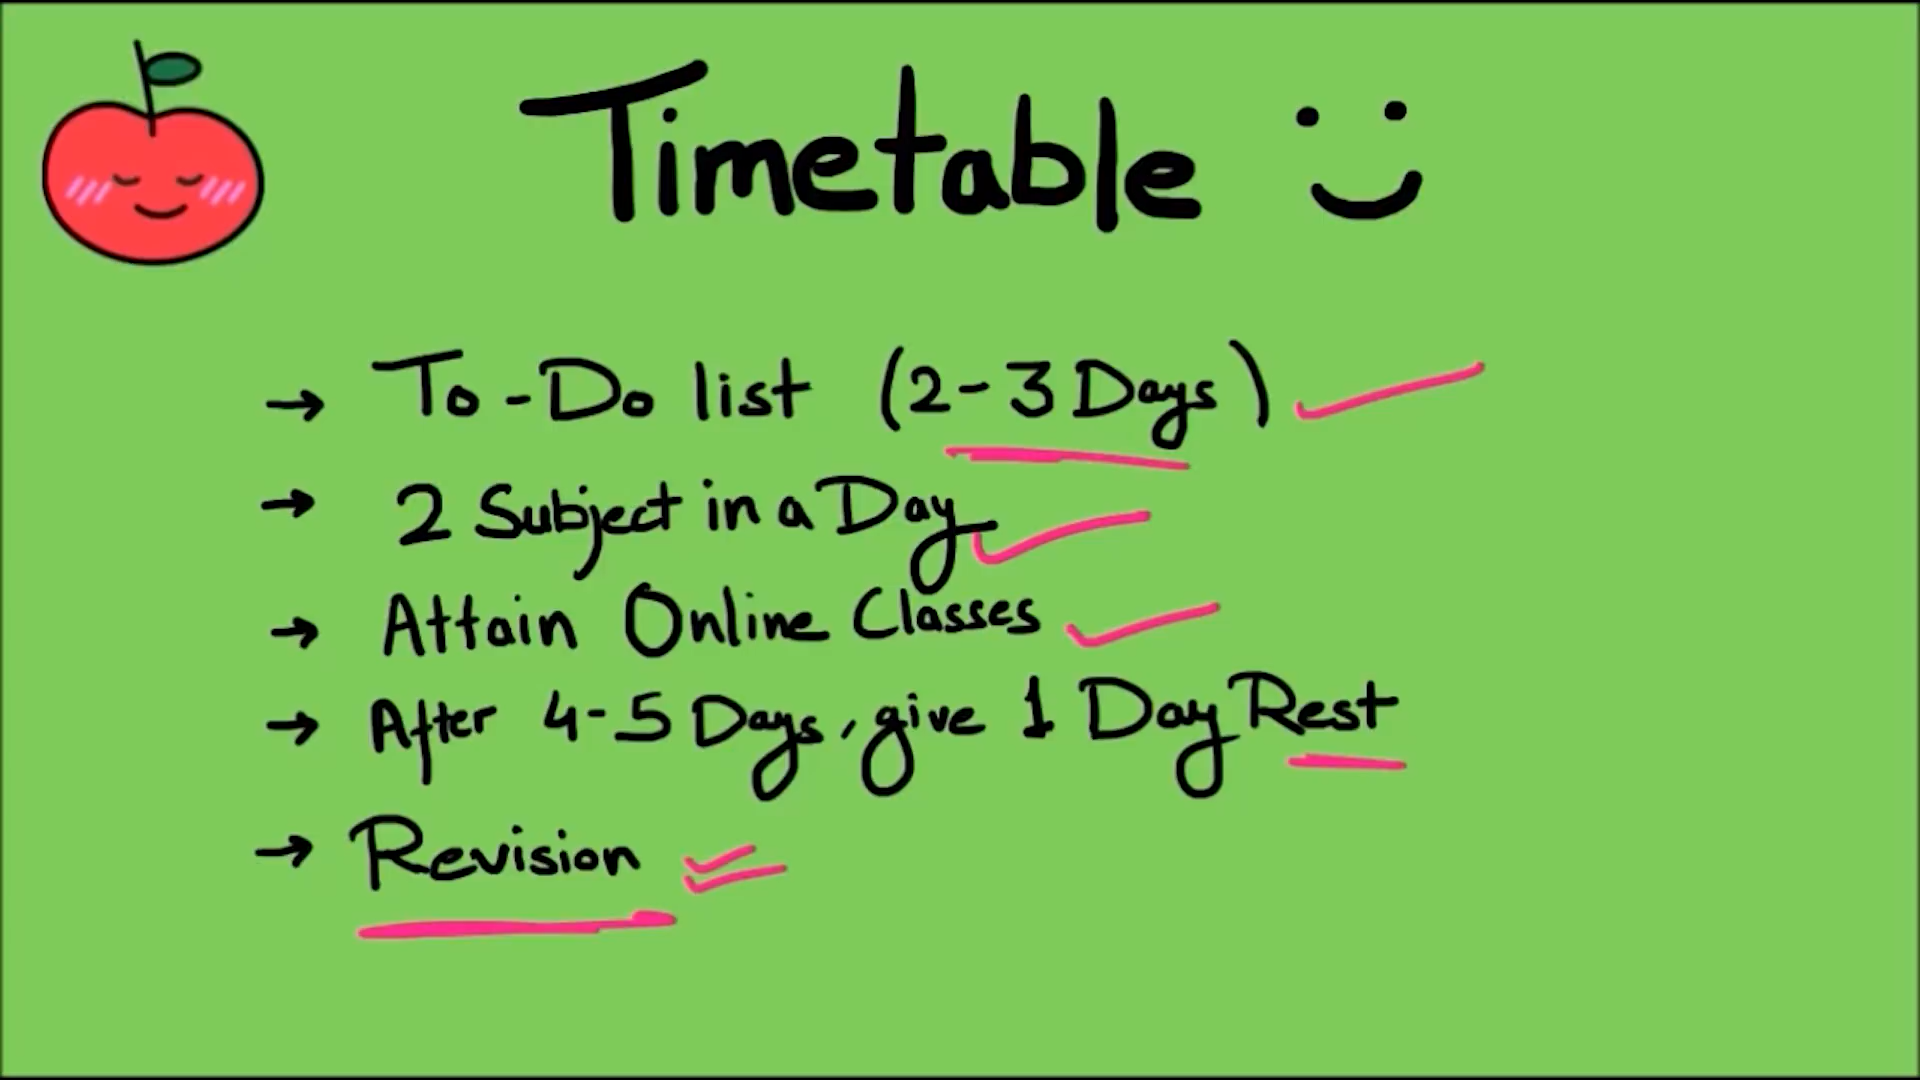 Timetable
→ To-Do list (2-3 Days)
→ 2 Subject in a Day
→ Attain Online Classes
→ After 4-5 Days, give 1 Day Rest
→ Revision